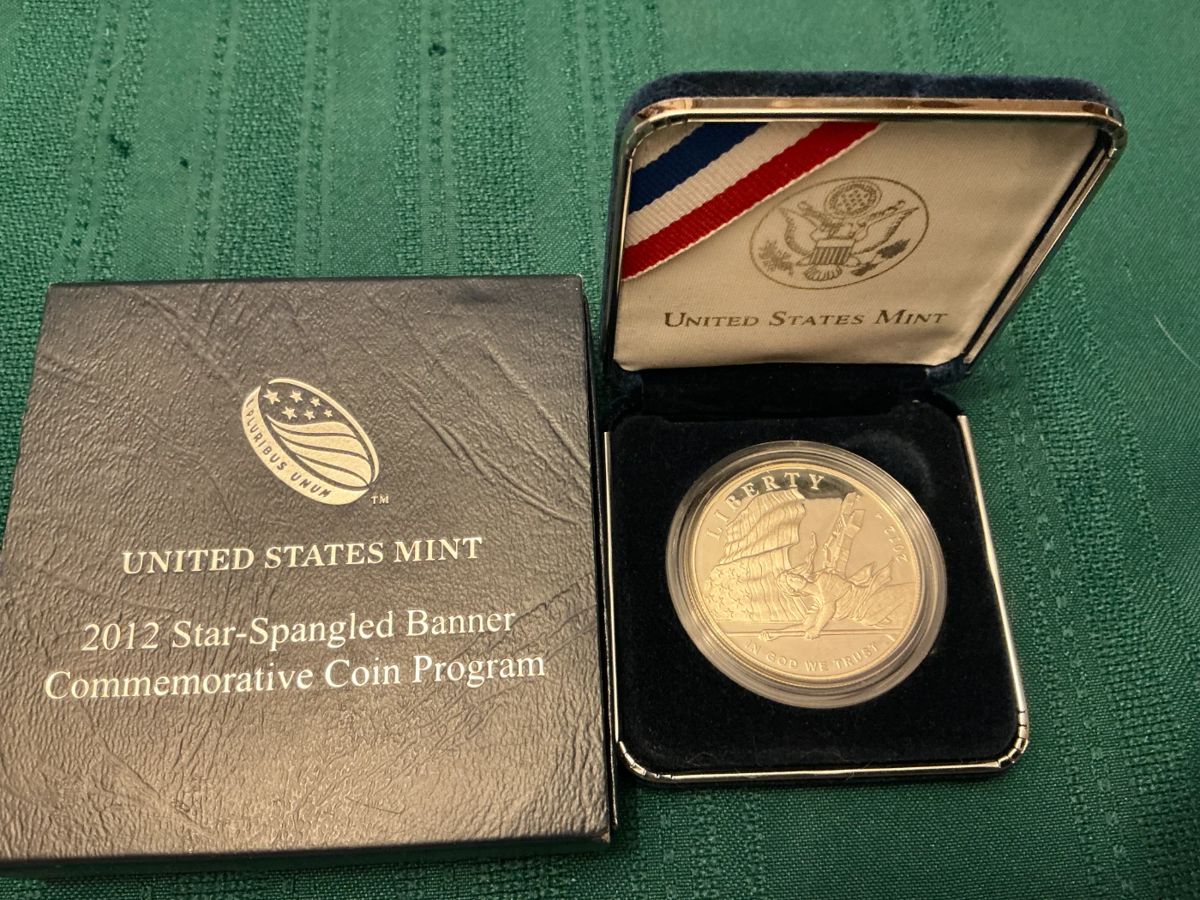 PLURIBUS UNUM
TM
UNITED STATES MINT
2012 Star-Spangled Banner
Commemorative Coin Program
UNITED STATES MINT
LIBERTY
2012
IN GOD WE TRUST